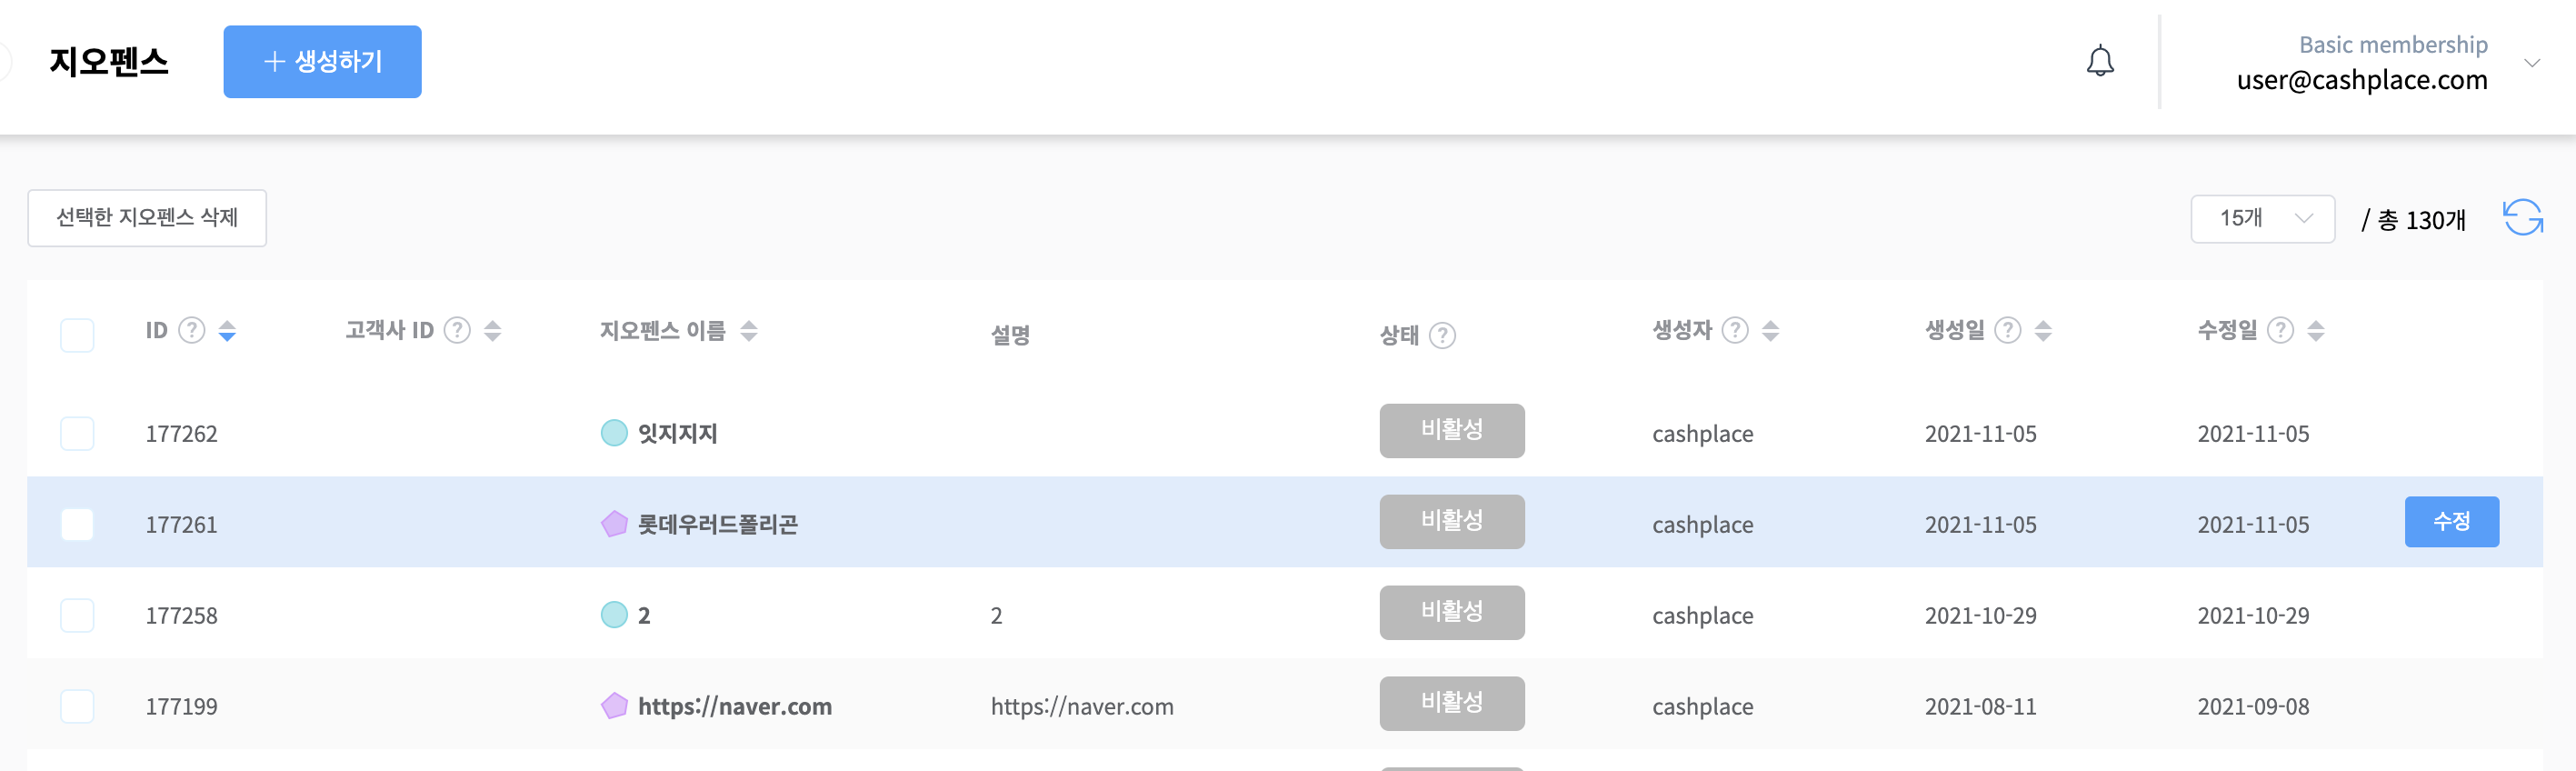 지오펜스
+ 생성하기
Basic membership
user@cashplace.com
선택한 지오펜스 삭제
15개
/ 총 130개
ID ? 고객사 ID ? 지오펜스 이름 설명 상태 ? 생성자 ? 생성일 ? 수정일 ?
177262 잇지지지 비활성 cashplace 2021-11-05 2021-11-05
177261 롯데우러드폴리곤 비활성 cashplace 2021-11-05 2021-11-05 수정
177258 2 2 비활성 cashplace 2021-10-29 2021-10-29
177199 https://naver.com https://naver.com 비활성 cashplace 2021-08-11 2021-09-08